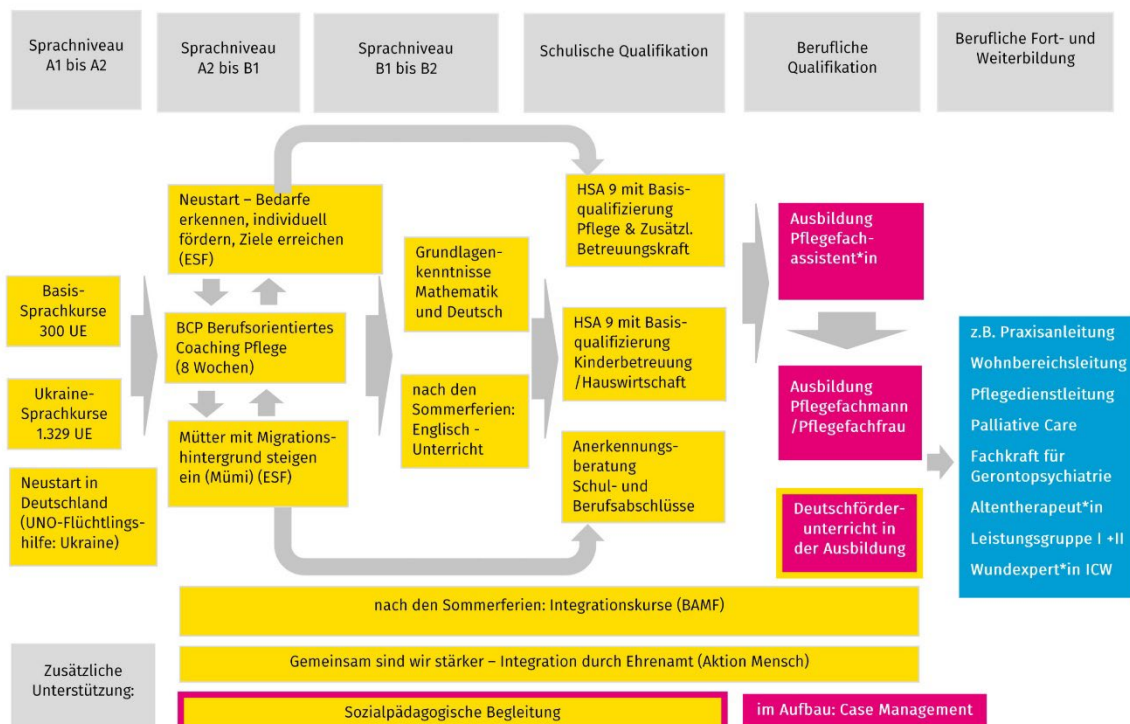 Sprachniveau
A1 bis A2
Sprachniveau
A2 bis B1
Sprachniveau
B1 bis B2
Schulische Qualifikation
Berufliche
Qualifikation
Berufliche Fort- und
Weiterbildung
Basis-
Sprachkurse
300 UE
Ukraine-
Sprachkurse
1.329 UE
Neustart in
Deutschland
(UNO-Flüchtlings-
hilfe: Ukraine)
Neustart – Bedarfe
erkennen, individuell
fördern, Ziele erreichen
(ESF)
BCP Berufsorientiertes
Coaching Pflege
(8 Wochen)
Mütter mit Migrations-
hintergrund steigen
ein (Mümi) (ESF)
Grundlagen-
kenntnisse
Mathematik
und Deutsch
nach den
Sommerferien:
Englisch -
Unterricht
HSA 9 mit Basis-
qualifizierung
Pflege & Zusätzl.
Betreuungskraft
HSA 9 mit Basis-
qualifizierung
Kinderbetreuung
/Hauswirtschaft
Anerkennungs-
beratung
Schul- und
Berufsabschlüsse
Ausbildung
Pflegefach-
assistent*in
Ausbildung
Pflegefachmann
/Pflegefachfrau
Deutschförder-
unterricht in
der Ausbildung
z.B. Praxisanleitung
Wohnbereichsleitung
Pflegedienstleitung
Palliative Care
Fachkraft für
Gerontopsychiatrie
Altentherapeut*in
Leistungsgruppe I +II
Wundexpert*in ICW
nach den Sommerferien: Integrationskurse (BAMF)
Zusätzliche
Unterstützung:
Gemeinsam sind wir stärker – Integration durch Ehrenamt (Aktion Mensch)
Sozialpädagogische Begleitung
im Aufbau: Case Management